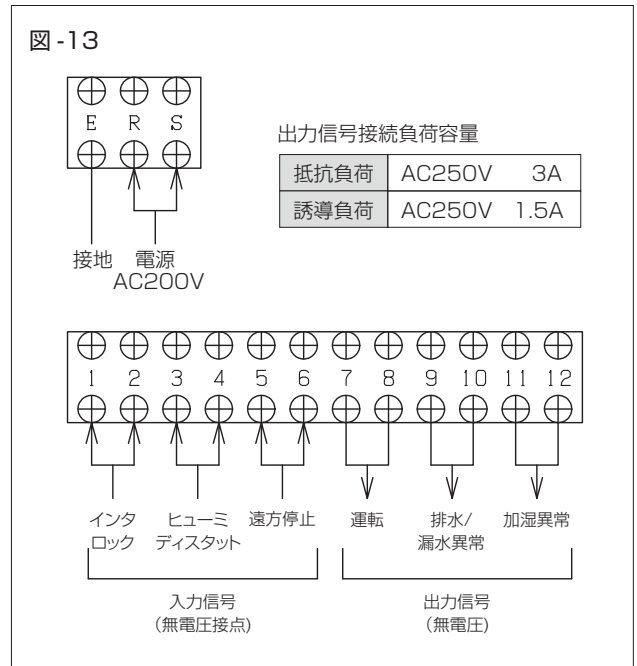 図-13
E R S
接地 電源
AC200V
出力信号接続負荷容量
抵抗負荷 AC250V 3A
誘導負荷 AC250V 1.5A
1 2 3 4 5 6 7 8 9 10 11 12
インタ
ロック
ヒューミ
ディスタット
遠方停止
運転
排水/
漏水異常
加湿異常
入力信号
(無電圧接点)
出力信号
(無電圧)